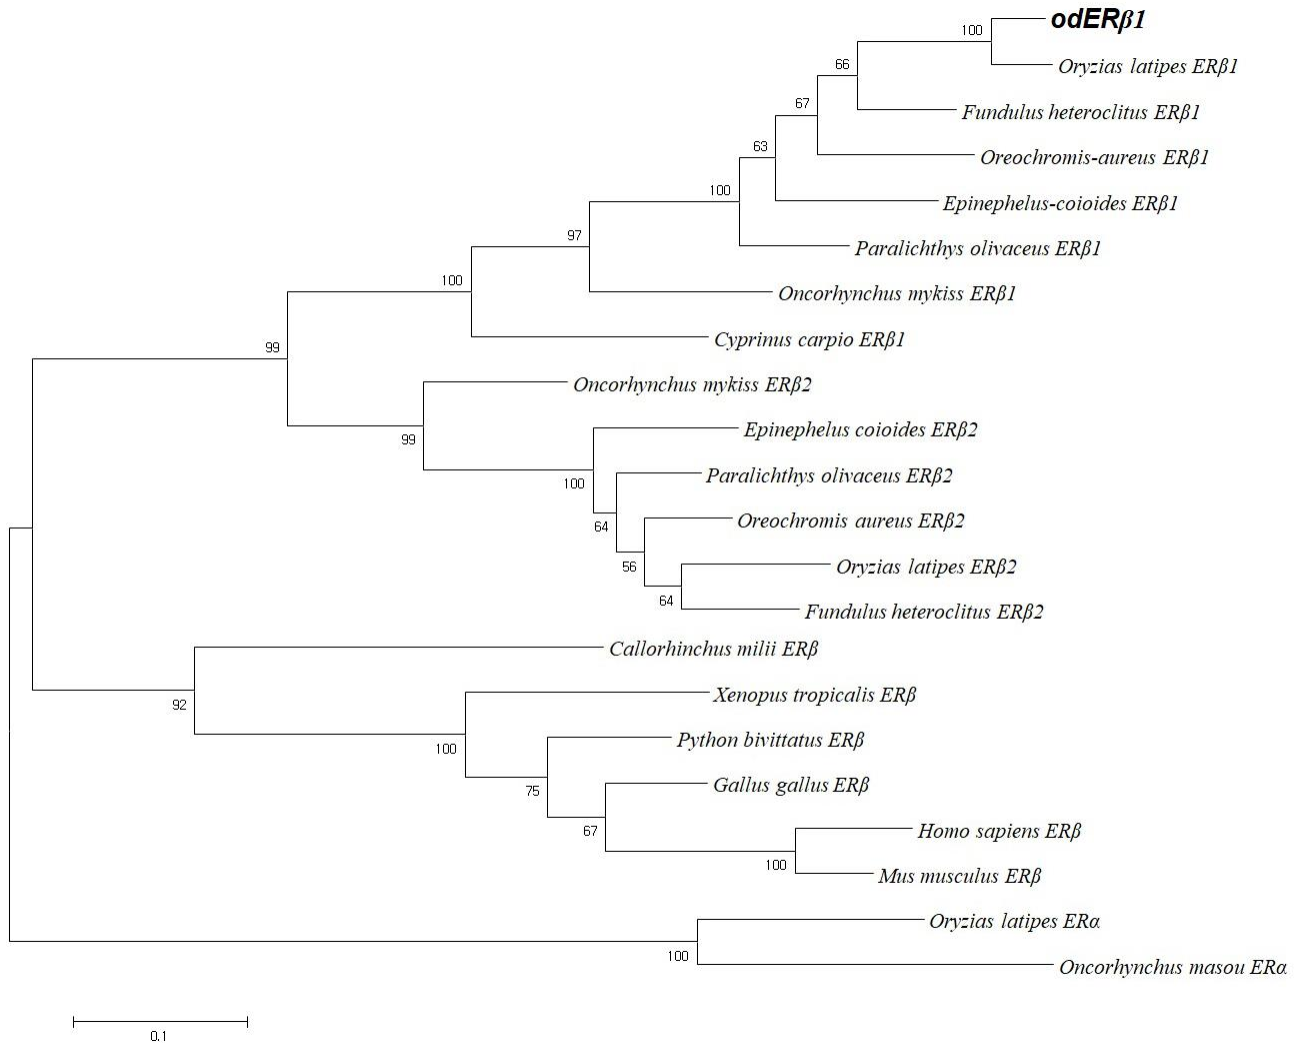 odERβ1
100
Oryzias latipes ERβ1
66
Fundulus heteroclitus ERβ1
67
Oreochromis-aureus ERβ1
63
Epinephelus-coioides ERβ1
100
Paralichthys olivaceus ERβ1
97
Oncorhynchus mykiss ERβ1
100
Cyprinus carpio ERβ1
99
Oncorhynchus mykiss ERβ2
99
Epinephelus coioides ERβ2
100
Paralichthys olivaceus ERβ2
64
Oreochromis aureus ERβ2
56
Oryzias latipes ERβ2
64
Fundulus heteroclitus ERβ2
Callorhinchus milii ERβ
92
Xenopus tropicalis ERβ
100
Python bivittatus ERβ
75
Gallus gallus ERβ
67
Homo sapiens ERβ
100
Mus musculus ERβ
Oryzias latipes ERα
100
Oncorhynchus masou ERα
0.1